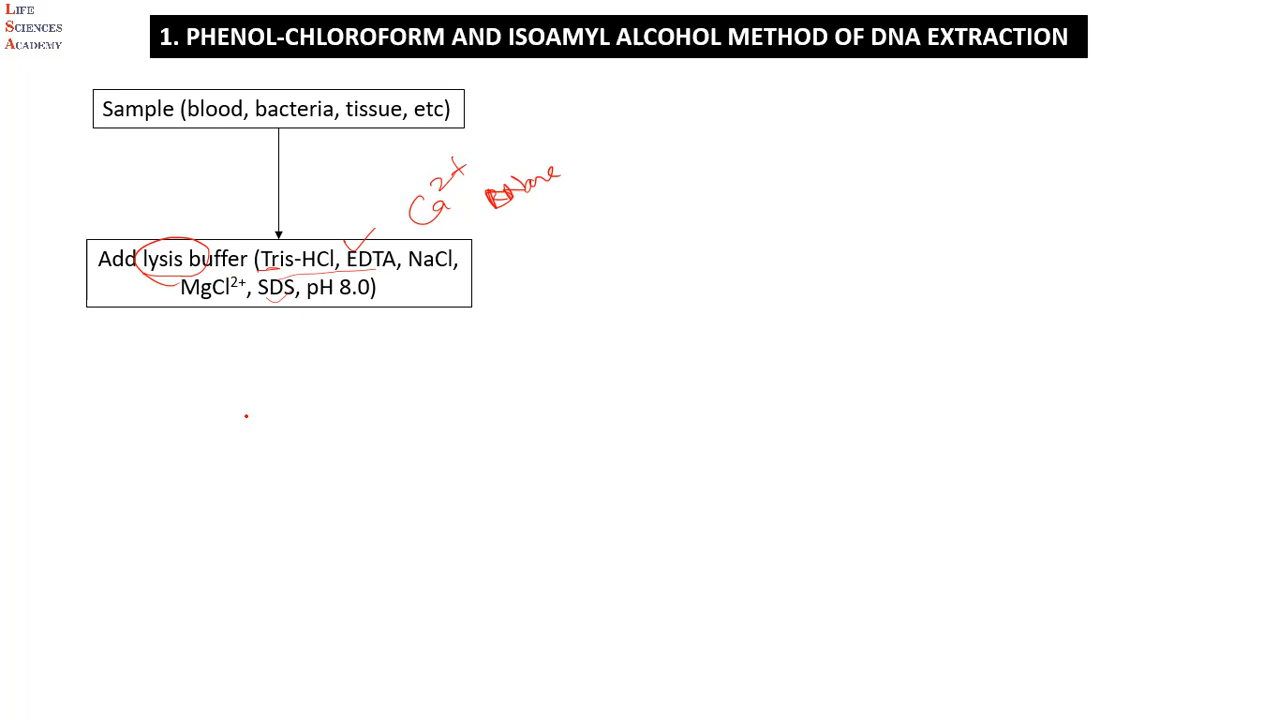 LIFE
SCIENCES
ACADEMY
1. PHENOL-CHLOROFORM AND ISOAMYL ALCOHOL METHOD OF DNA EXTRACTION
Sample (blood, bacteria, tissue, etc)
Ca²⁺
Add lysis buffer (Tris-HCl, EDTA, NaCl,
MgCl²⁺, SDS, pH 8.0)